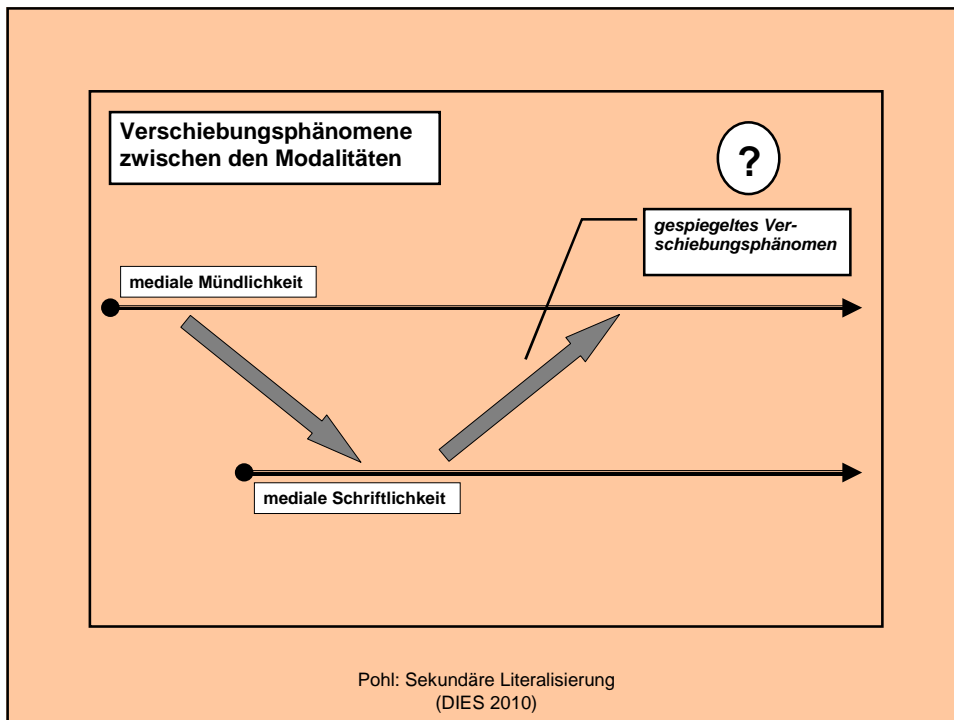 Verschiebungsphänomene
zwischen den Modalitäten
?
gespiegeltes Ver-
schiebungsphänomen
mediale Mündlichkeit
mediale Schriftlichkeit
Pohl: Sekundäre Literalisierung
(DIES 2010)